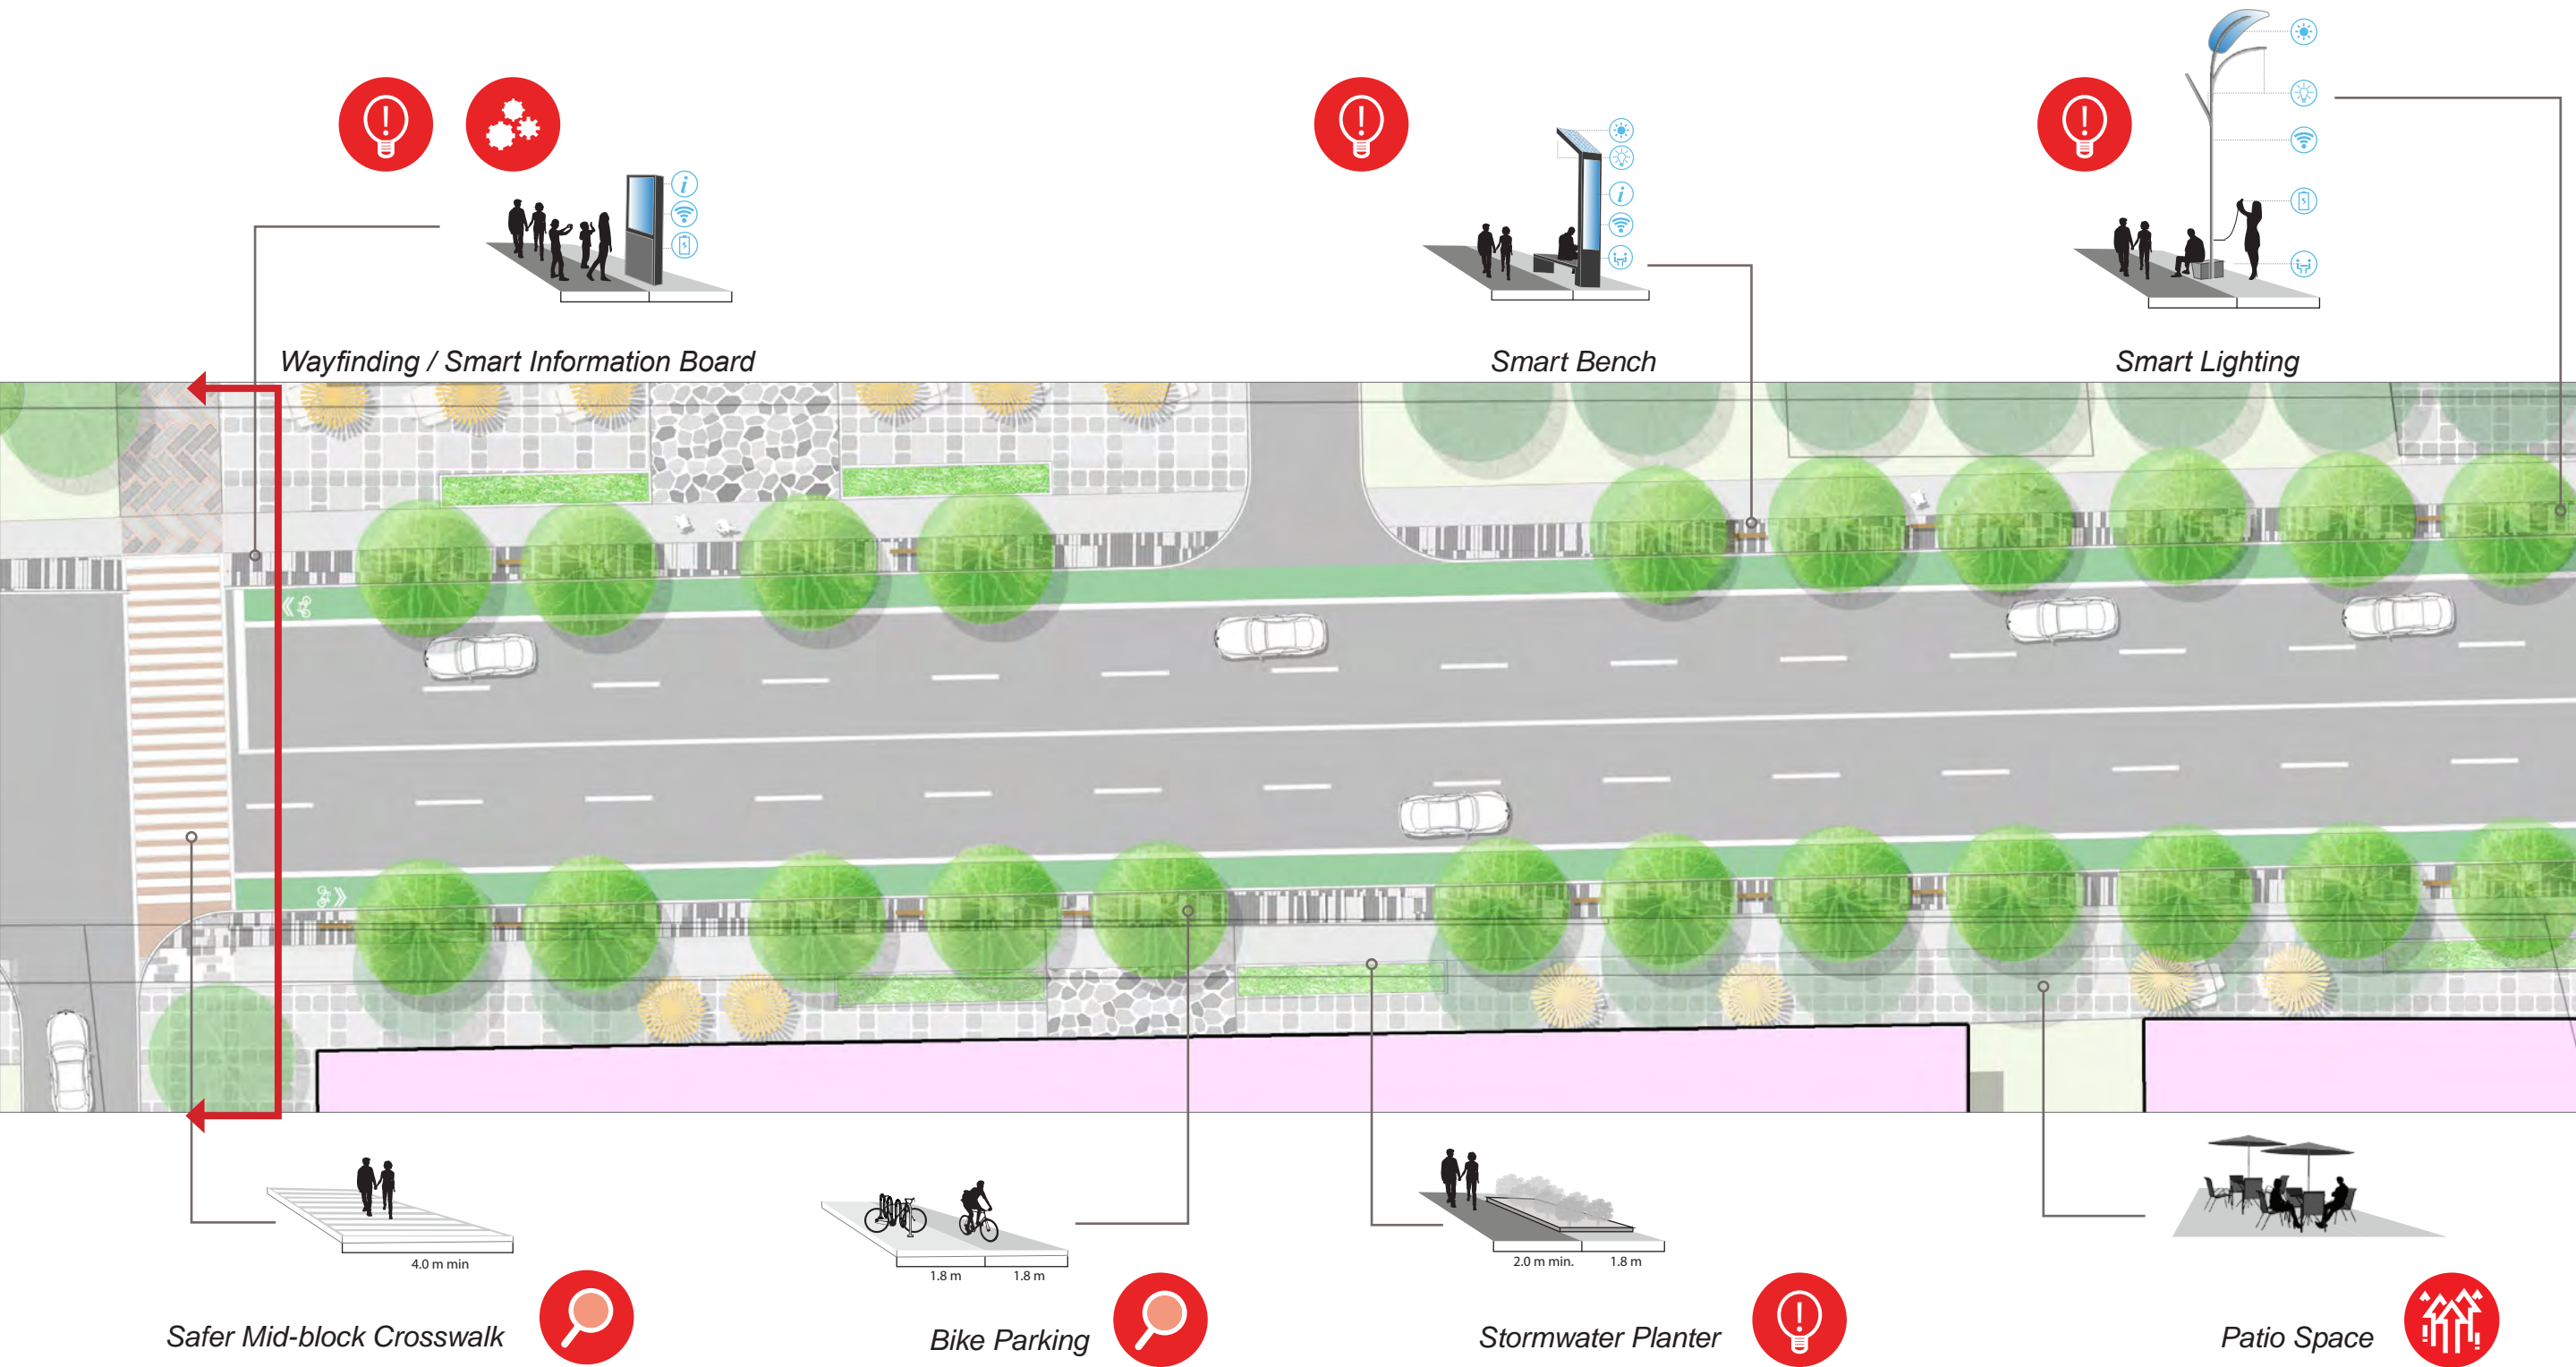 Wayfinding / Smart Information Board
Smart Bench
Smart Lighting
4.0 m min
1.8 m
1.8 m
2.0 m min.
1.8 m
Safer Mid-block Crosswalk
Bike Parking
Stormwater Planter
Patio Space